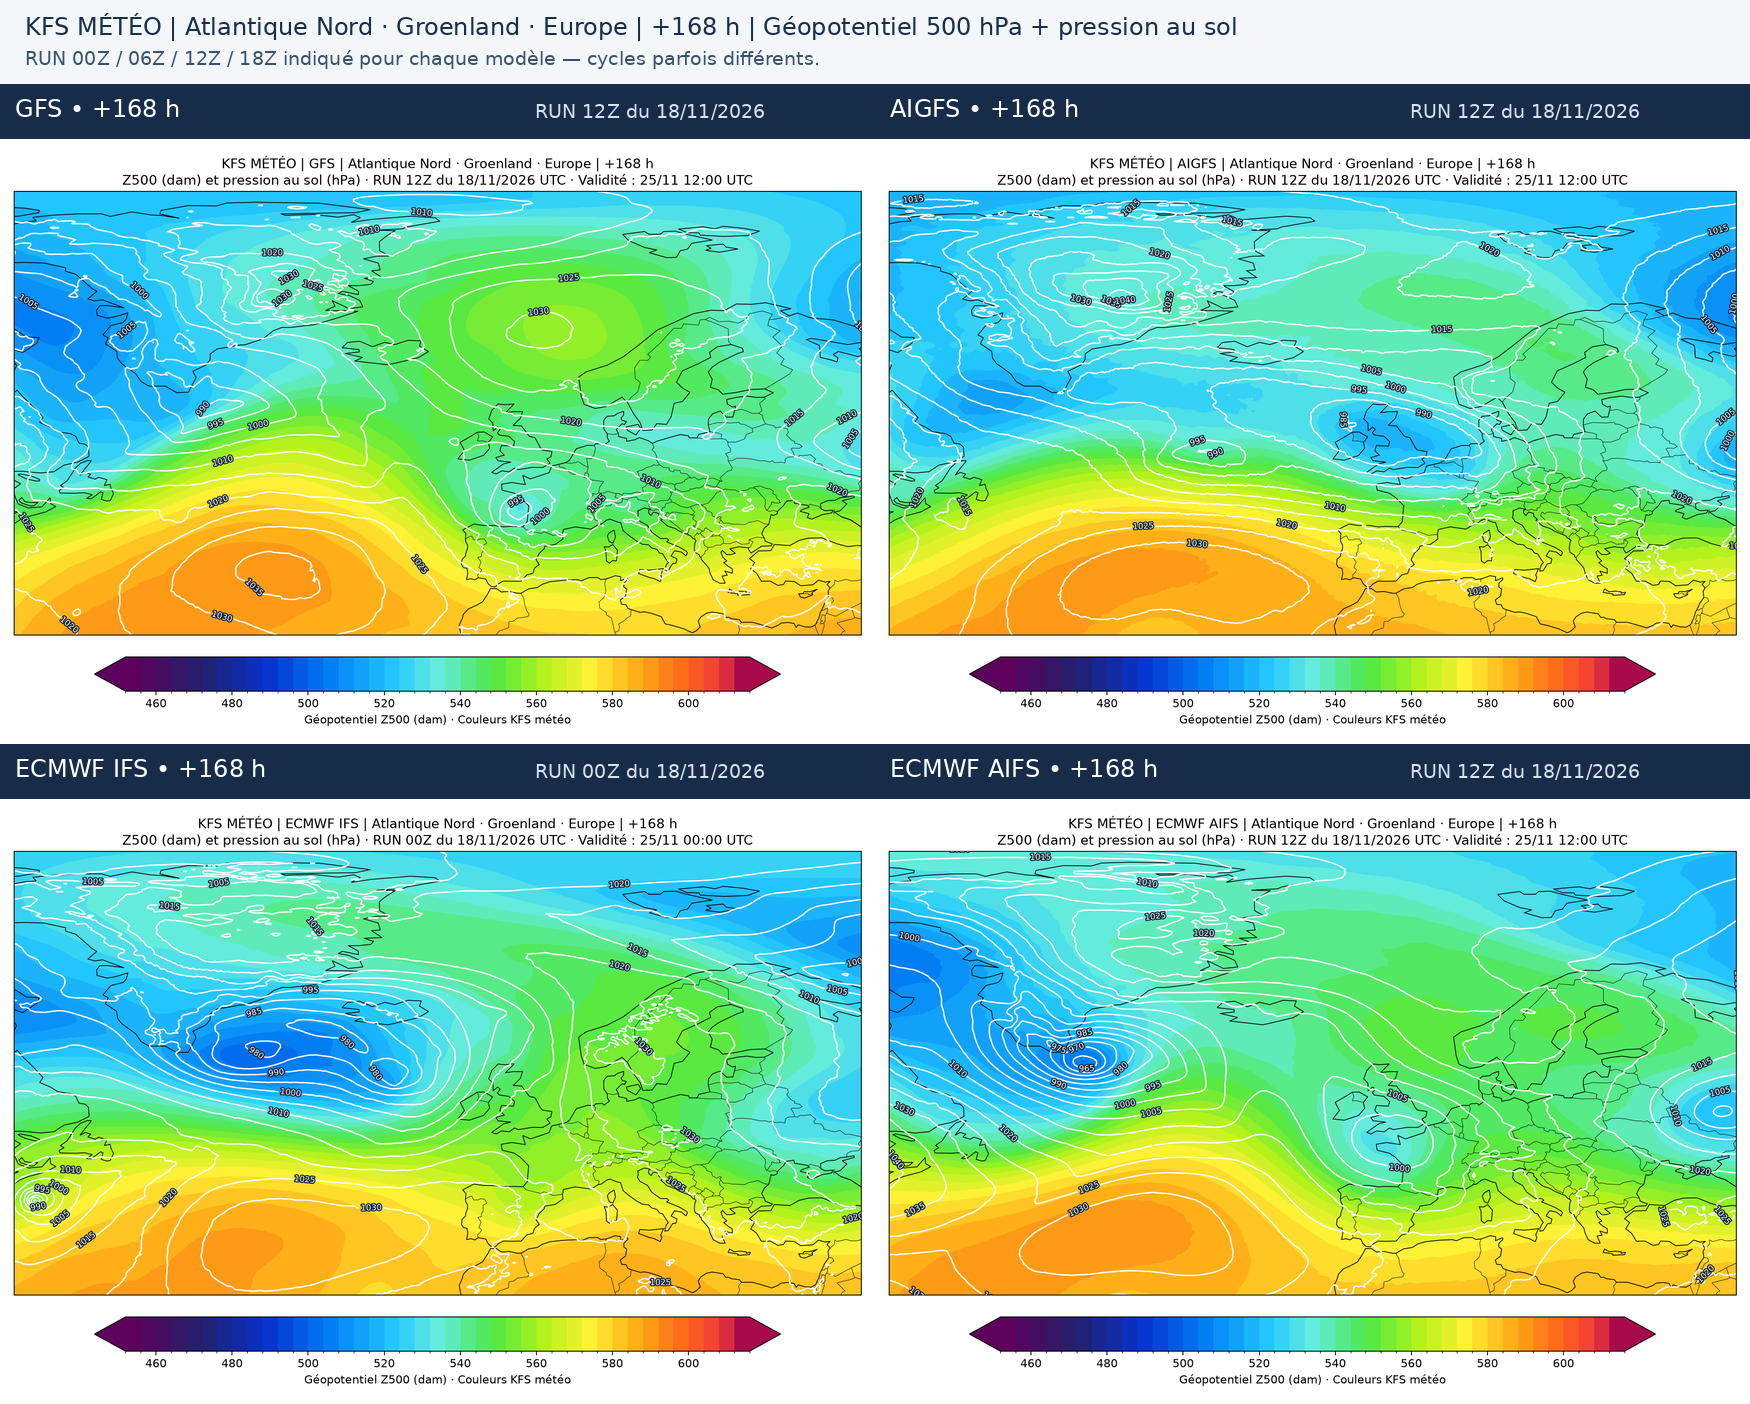 KFS MÉTÉO | Atlantique Nord · Groenland · Europe | +168 h | Géopotentiel 500 hPa + pression au sol
RUN 00Z / 06Z / 12Z / 18Z indiqué pour chaque modèle — cycles parfois différents.
GFS • +168 h RUN 12Z du 18/11/2026
KFS MÉTÉO | GFS | Atlantique Nord · Groenland · Europe | +168 h
Z500 (dam) et pression au sol (hPa) · RUN 12Z du 18/11/2026 UTC · Validité : 25/11 12:00 UTC
460 480 500 520 540 560 580 600
Géopotentiel Z500 (dam) · Couleurs KFS météo
AIGFS • +168 h RUN 12Z du 18/11/2026
KFS MÉTÉO | AIGFS | Atlantique Nord · Groenland · Europe | +168 h
Z500 (dam) et pression au sol (hPa) · RUN 12Z du 18/11/2026 UTC · Validité : 25/11 12:00 UTC
460 480 500 520 540 560 580 600
Géopotentiel Z500 (dam) · Couleurs KFS météo
ECMWF IFS • +168 h RUN 00Z du 18/11/2026
KFS MÉTÉO | ECMWF IFS | Atlantique Nord · Groenland · Europe | +168 h
Z500 (dam) et pression au sol (hPa) · RUN 00Z du 18/11/2026 UTC · Validité : 25/11 00:00 UTC
460 480 500 520 540 560 580 600
Géopotentiel Z500 (dam) · Couleurs KFS météo
ECMWF AIFS • +168 h RUN 12Z du 18/11/2026
KFS MÉTÉO | ECMWF AIFS | Atlantique Nord · Groenland · Europe | +168 h
Z500 (dam) et pression au sol (hPa) · RUN 12Z du 18/11/2026 UTC · Validité : 25/11 12:00 UTC
460 480 500 520 540 560 580 600
Géopotentiel Z500 (dam) · Couleurs KFS météo